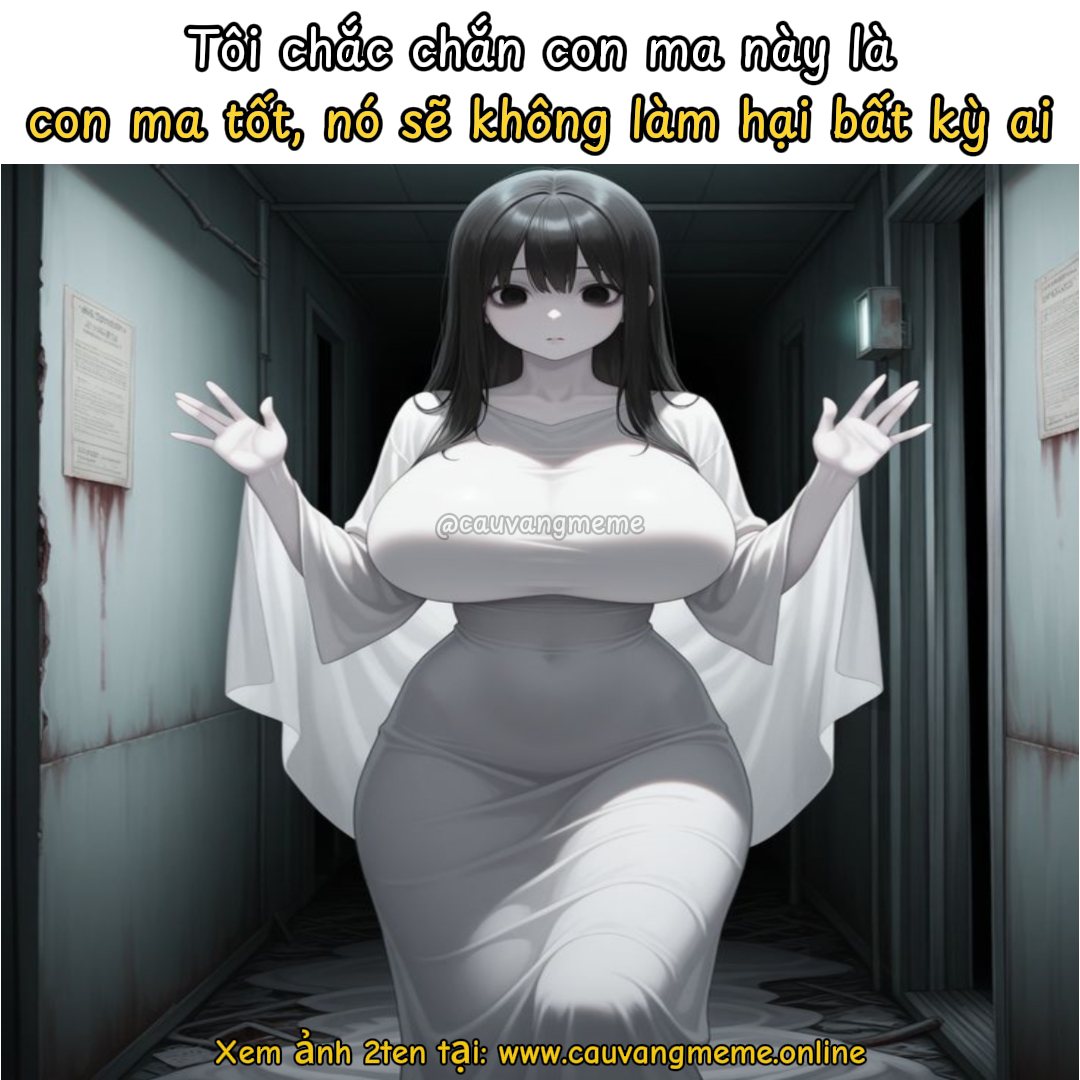 Tôi chắc chắn con ma này là
con ma tốt, nó sẽ không làm hại bất kỳ ai
@cauvangmeme
Xem ảnh 2ten tại: www.cauvangmeme.online